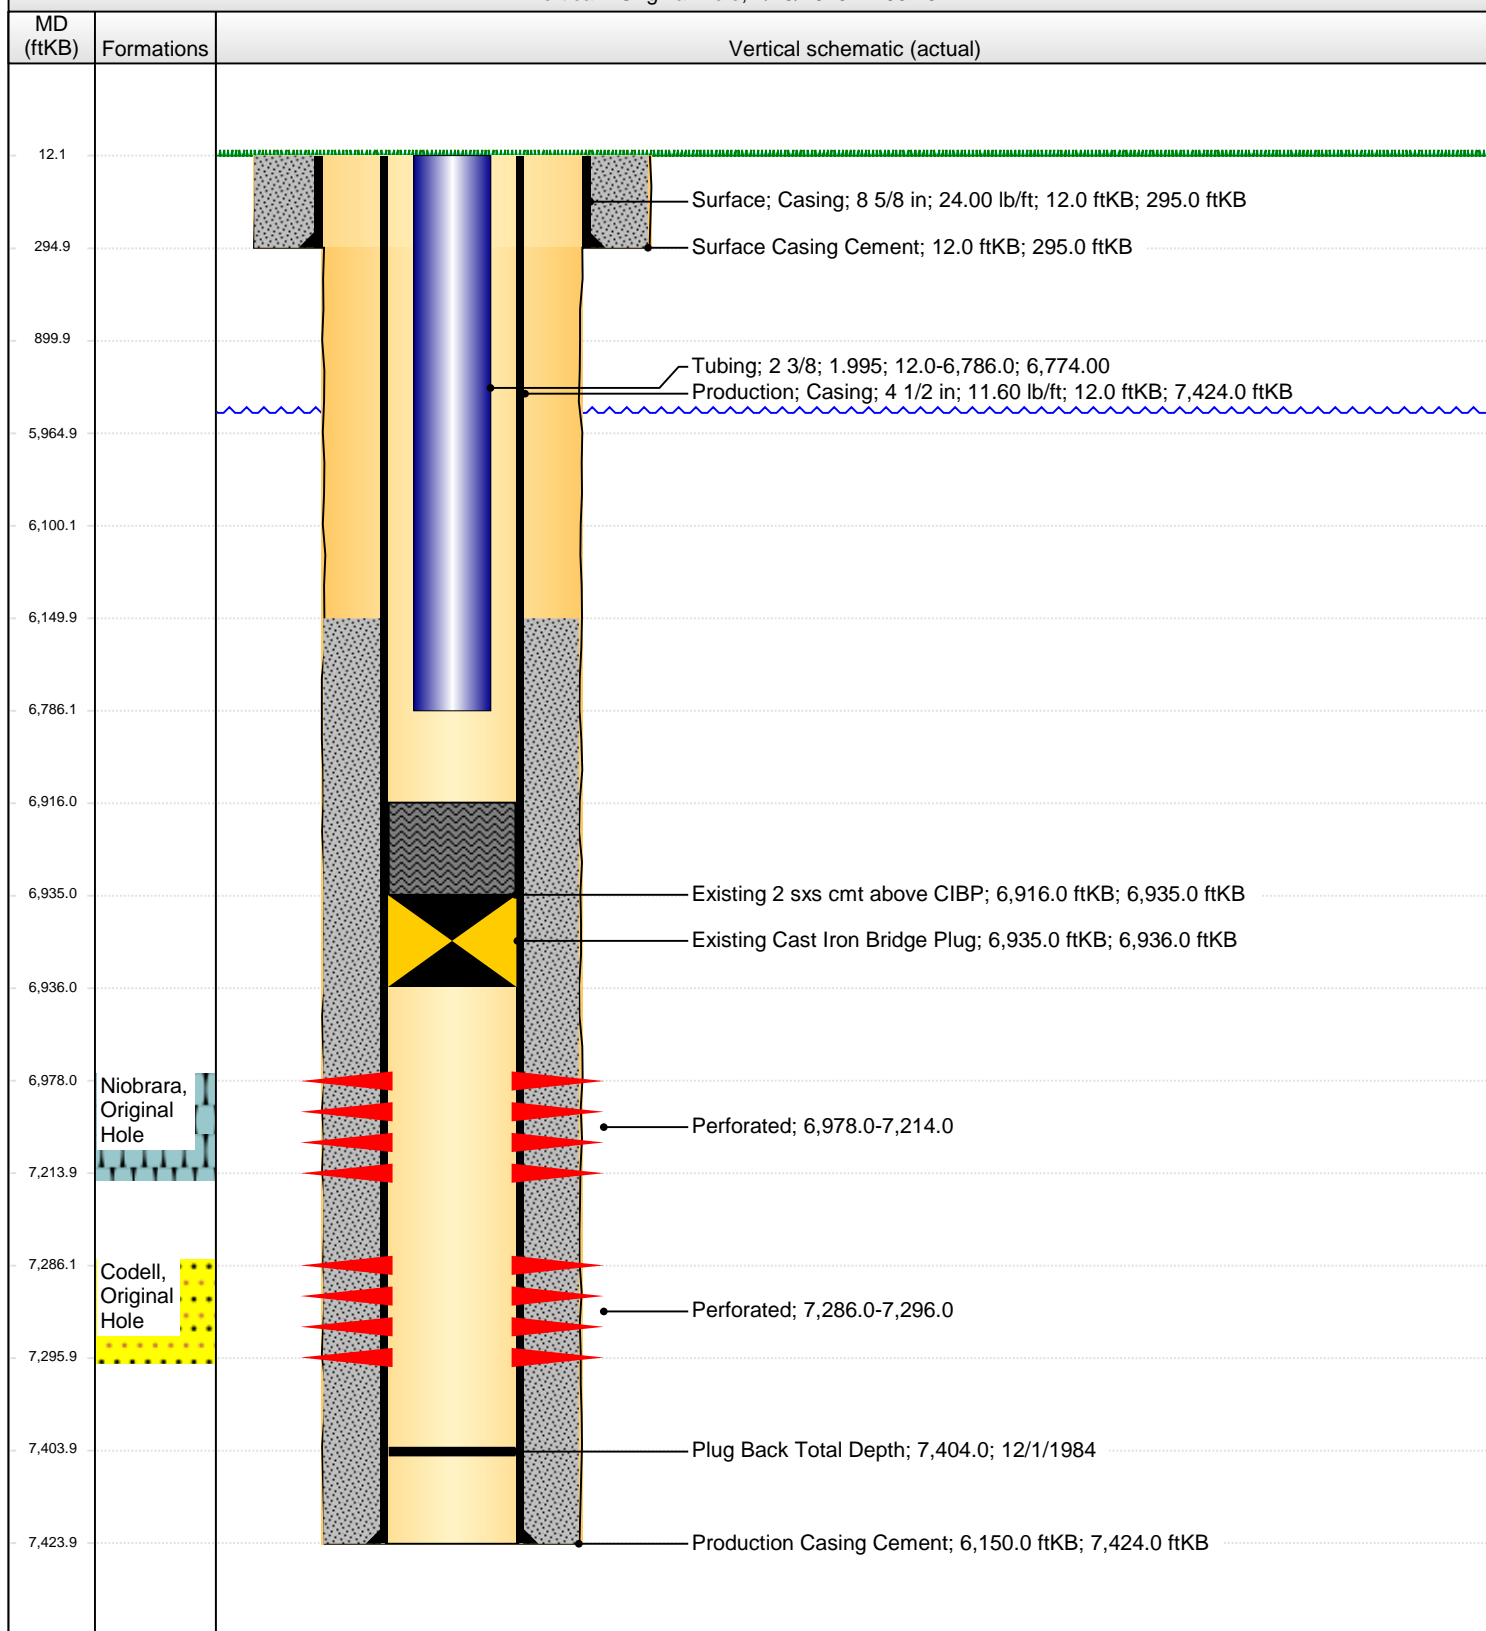 MD
(ftKB)
Formations
Vertical schematic (actual)
12.1
Surface; Casing; 8 5/8 in; 24.00 lb/ft; 12.0 ftKB; 295.0 ftKB
294.9
Surface Casing Cement; 12.0 ftKB; 295.0 ftKB
899.9
Tubing; 2 3/8; 1.995; 12.0-6,786.0; 6,774.00
Production; Casing; 4 1/2 in; 11.60 lb/ft; 12.0 ftKB; 7,424.0 ftKB
5,964.9
6,100.1
6,149.9
6,786.1
6,916.0
6,935.0
Existing 2 sxs cmt above CIBP; 6,916.0 ftKB; 6,935.0 ftKB
Existing Cast Iron Bridge Plug; 6,935.0 ftKB; 6,936.0 ftKB
6,936.0
6,978.0
Niobrara,
Original
Hole
Perforated; 6,978.0-7,214.0
7,213.9
7,286.1
Codell,
Original
Hole
Perforated; 7,286.0-7,296.0
7,295.9
7,403.9
Plug Back Total Depth; 7,404.0; 12/1/1984
7,423.9
Production Casing Cement; 6,150.0 ftKB; 7,424.0 ftKB